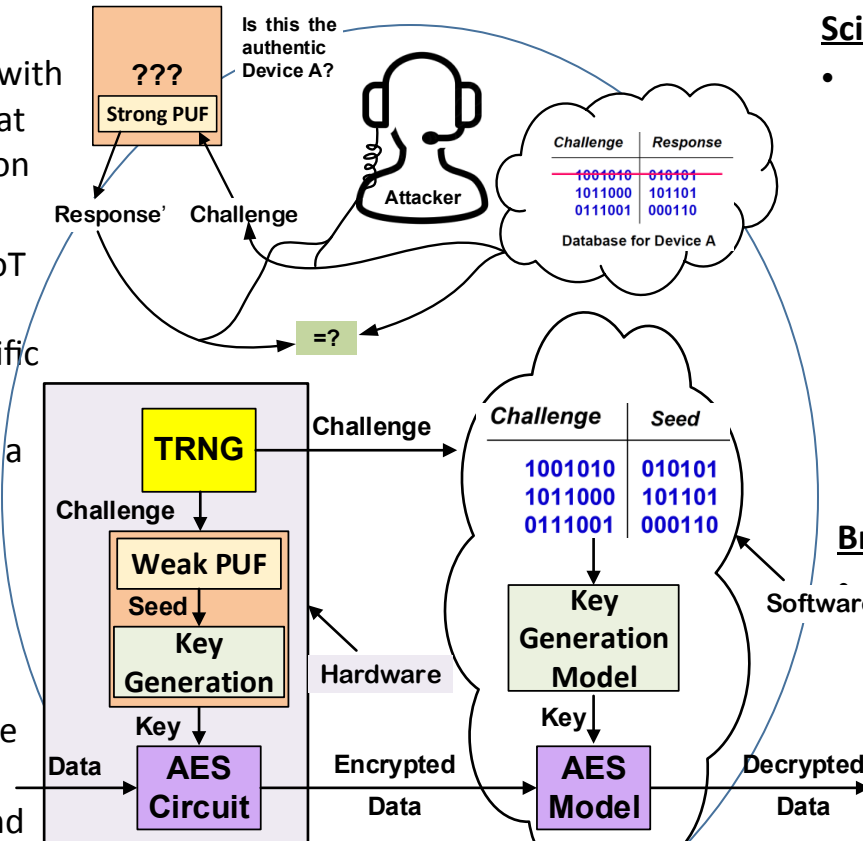 Is this the
authentic
Device A?
Sci
•
with
???
at
Strong PUF
on
Challenge Response
1001010 010101
1011000 101101
0111001 000110
Database for Device A
Attacker
Response' Challenge
oT
=?
ific
a
TRNG
Challenge
Challenge
Weak PUF
Seed
Key
Generation
Hardware
Key
Challenge Seed
1001010 010101
1011000 101101
0111001 000110
Br
•
Software
Key
Generation
Model
Key
e
Data
AES
Circuit
Encrypted
Data
AES
Model
Decrypted
Data
nd